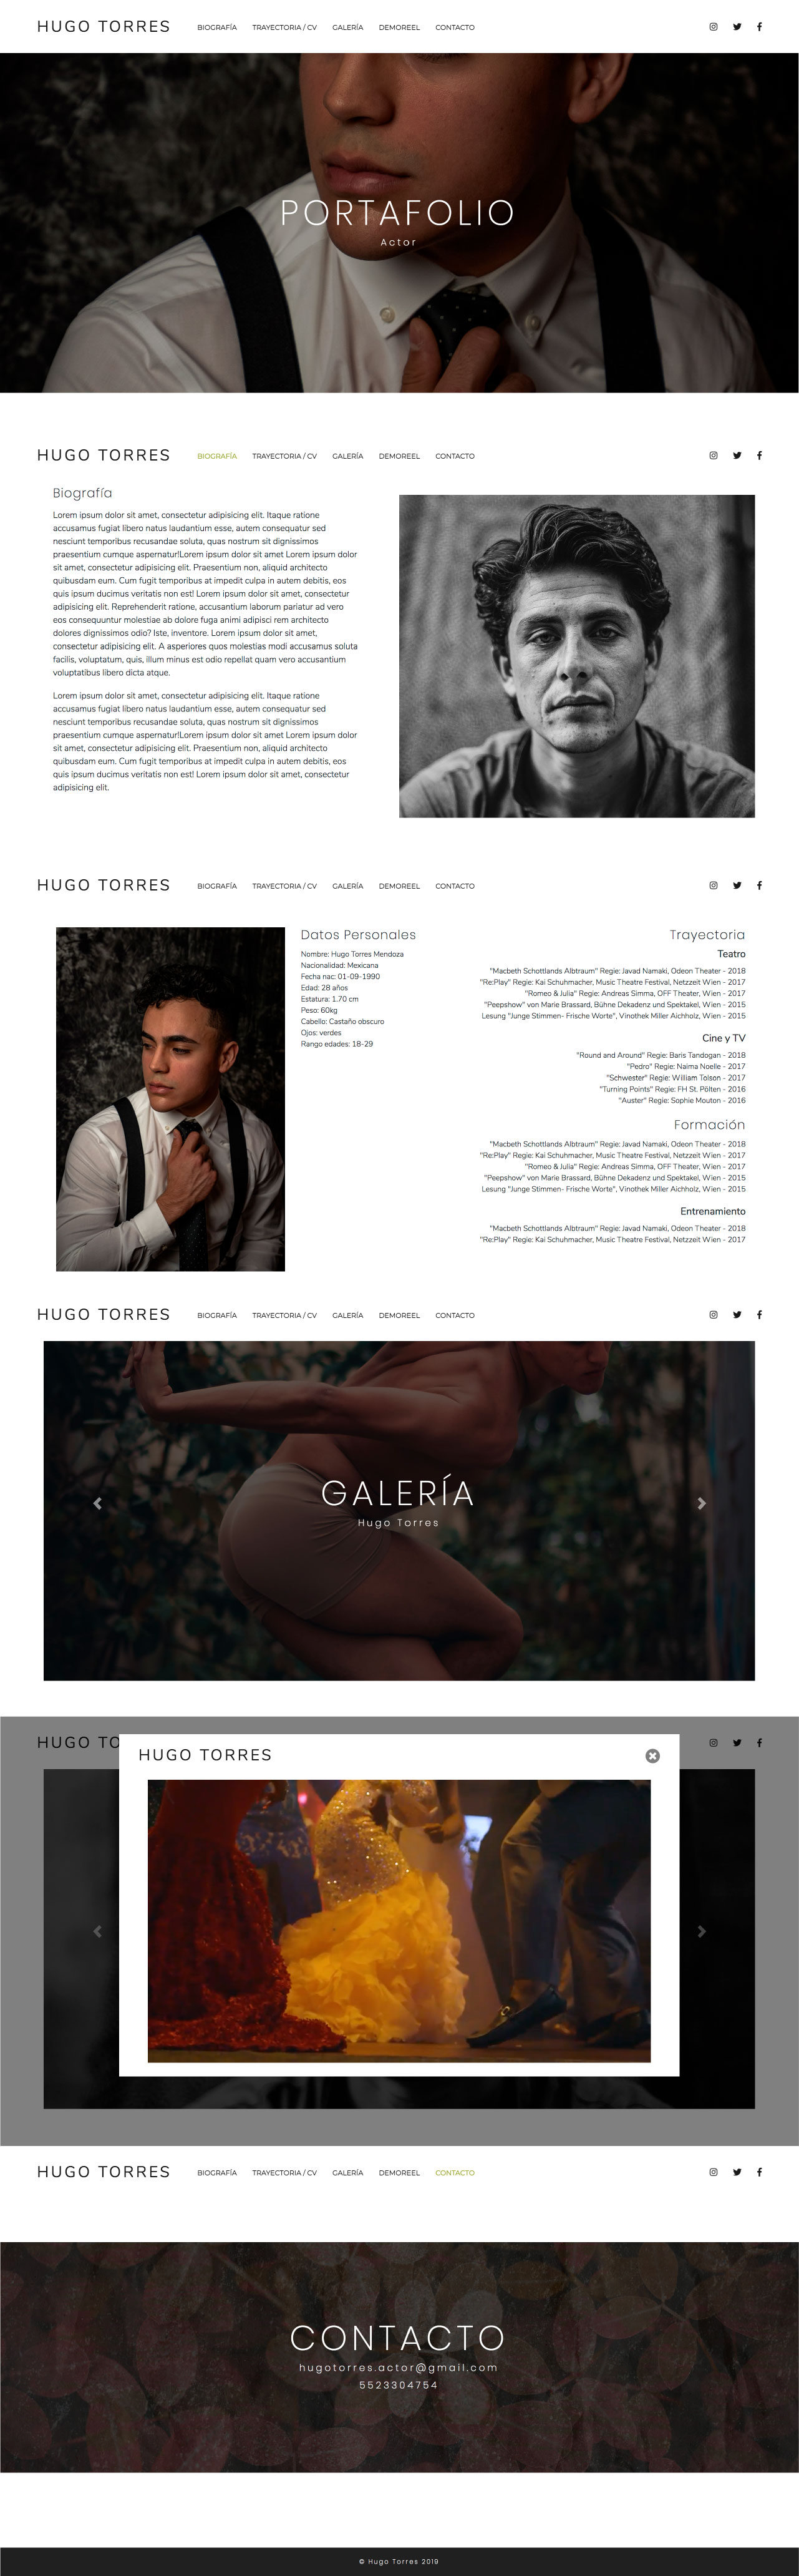 HUGO TORRES BIOGRAFÍA TRAYECTORIA / CV GALERÍA DEMOREEL CONTACTO
PORTAFOLIO
Actor
HUGO TORRES BIOGRAFÍA TRAYECTORIA / CV GALERÍA DEMOREEL CONTACTO
Biografía
Lorem ipsum dolor sit amet, consectetur adipisicing elit. Itaque ratione
accusamus fugiat libero natus laudantium esse, autem consequatur sed
nesciunt temporibus recusandae soluta, quas nostrum sit dignissimos
praesentium cumque aspernatur!Lorem ipsum dolor sit amet Lorem ipsum dolor
sit amet, consectetur adipisicing elit. Praesentium non, aliquid architecto
quibusdam eum. Cum fugit temporibus at impedit culpa in autem debitis, eos
quis ipsum ducimus veritatis non est! Lorem ipsum dolor sit amet, consectetur
adipisicing elit. Reprehenderit ratione, accusantium laborum pariatur ad vero
eos consequuntur molestiae ab dolore fuga animi adipisci rem architecto
dolores dignissimos odio? Iste, inventore. Lorem ipsum dolor sit amet,
consectetur adipisicing elit. A asperiores quos molestias modi accusamus soluta
facilis, voluptatum, quis, illum minus est odio repellat quam vero accusantium
voluptatibus libero dicta atque.
Lorem ipsum dolor sit amet, consectetur adipisicing elit. Itaque ratione
accusamus fugiat libero natus laudantium esse, autem consequatur sed
nesciunt temporibus recusandae soluta, quas nostrum sit dignissimos
praesentium cumque aspernatur!Lorem ipsum dolor sit amet Lorem ipsum dolor
sit amet, consectetur adipisicing elit. Praesentium non, aliquid architecto
quibusdam eum. Cum fugit temporibus at impedit culpa in autem debitis, eos
quis ipsum ducimus veritatis non est! Lorem ipsum dolor sit amet, consectetur
adipisicing elit.
HUGO TORRES BIOGRAFÍA TRAYECTORIA / CV GALERÍA DEMOREEL CONTACTO
Datos Personales
Nombre: Hugo Torres Mendoza
Nacionalidad: Mexicana
Fecha nac: 01-09-1990
Edad: 28 años
Estatura: 1.70 cm
Peso: 60kg
Cabello: Castaño obscuro
Ojos: verdes
Rango edades: 18-29
Trayectoria
Teatro
"Macbeth Schottlands Albtraum" Regie: Javad Namaki, Odeon Theater - 2018
"Re:Play" Regie: Kai Schuhmacher, Music Theatre Festival, Netzzeit Wien - 2017
"Romeo & Julia" Regie: Andreas Simma, OFF Theater, Wien - 2017
"Peepshow" von Marie Brassard, Bühne Dekadenz und Spektakel, Wien - 2015
Lesung "Junge Stimmen- Frische Worte", Vinothek Miller Aichholz, Wien - 2015
Cine y TV
"Round and Around" Regie: Baris Tandogan - 2018
"Pedro" Regie: Naima Noelle - 2017
"Schwester" Regie: William Tolson - 2017
"Turning Points" Regie: FH St. Pölten - 2016
"Auster" Regie: Sophie Mouton - 2016
Formación
"Macbeth Schottlands Albtraum" Regie: Javad Namaki, Odeon Theater - 2018
"Re:Play" Regie: Kai Schuhmacher, Music Theatre Festival, Netzzeit Wien - 2017
"Romeo & Julia" Regie: Andreas Simma, OFF Theater, Wien - 2017
"Peepshow" von Marie Brassard, Bühne Dekadenz und Spektakel, Wien - 2015
Lesung "Junge Stimmen- Frische Worte", Vinothek Miller Aichholz, Wien - 2015
Entrenamiento
"Macbeth Schottlands Albtraum" Regie: Javad Namaki, Odeon Theater - 2018
"Re:Play" Regie: Kai Schuhmacher, Music Theatre Festival, Netzzeit Wien - 2017
HUGO TORRES BIOGRAFÍA TRAYECTORIA / CV GALERÍA DEMOREEL CONTACTO
GALERÍA
Hugo Torres
HUGO TO
HUGO TORRES
HUGO TORRES BIOGRAFÍA TRAYECTORIA / CV GALERÍA DEMOREEL CONTACTO
CONTACTO
hugotorres.actor@gmail.com
5523304754
© Hugo Torres 2019